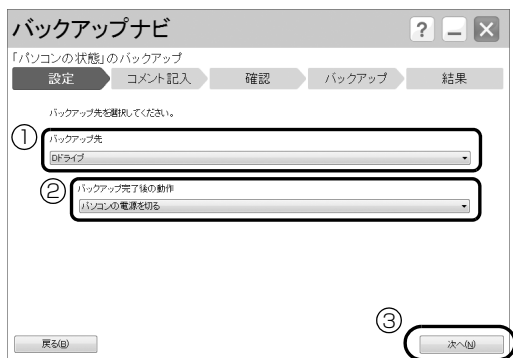 バックアップナビ
? － ×
「パソコンの状態」のバックアップ
設定 コメント記入 確認 バックアップ 結果
バックアップ先を選択してください。
①
バックアップ先
Dドライブ
②
バックアップ完了後の動作
パソコンの電源を切る
③
戻る(B) 次へ(N)